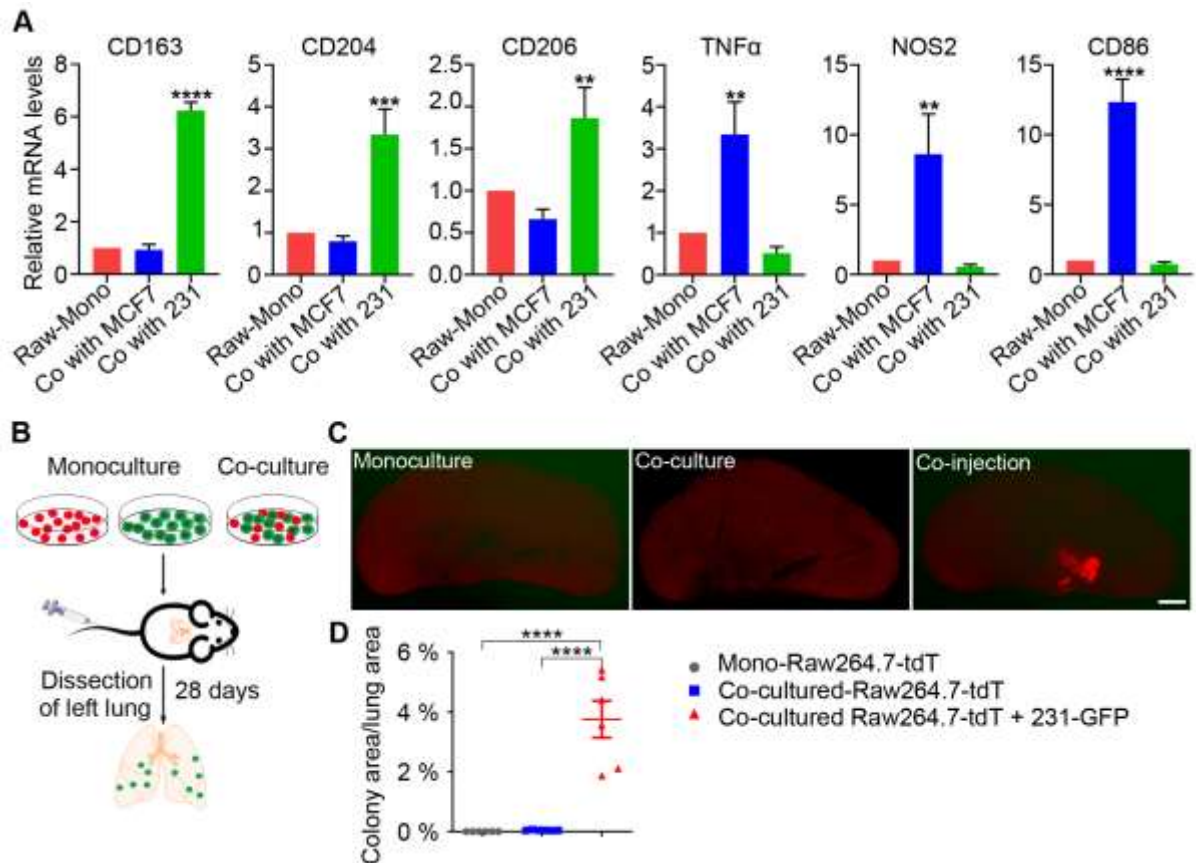 A
CD163 CD204 CD206 TNFα NOS2 CD86
Relative mRNA levels
8
6
4
2
0
****
Raw-Mono
Co with MCF7
Co with 231
5
4
3
2
1
0
***
Raw-Mono
Co with MCF7
Co with 231
2.5
2.0
1.5
1.0
0.5
0.0
**
Raw-Mono
Co with MCF7
Co with 231
5
4
3
2
1
0
**
Raw-Mono
Co with MCF7
Co with 231
15
10
5
0
**
Raw-Mono
Co with MCF7
Co with 231
15
10
5
0
****
Raw-Mono
Co with MCF7
Co with 231
B
Monoculture Co-culture
Dissection of left lung
28 days
C
Monoculture Co-culture Co-injection
D
Colony area/lung area
6 %
4 %
2 %
0 %
****
****
Mono-Raw264.7-tdT
Co-cultured-Raw264.7-tdT
Co-cultured Raw264.7-tdT + 231-GFP